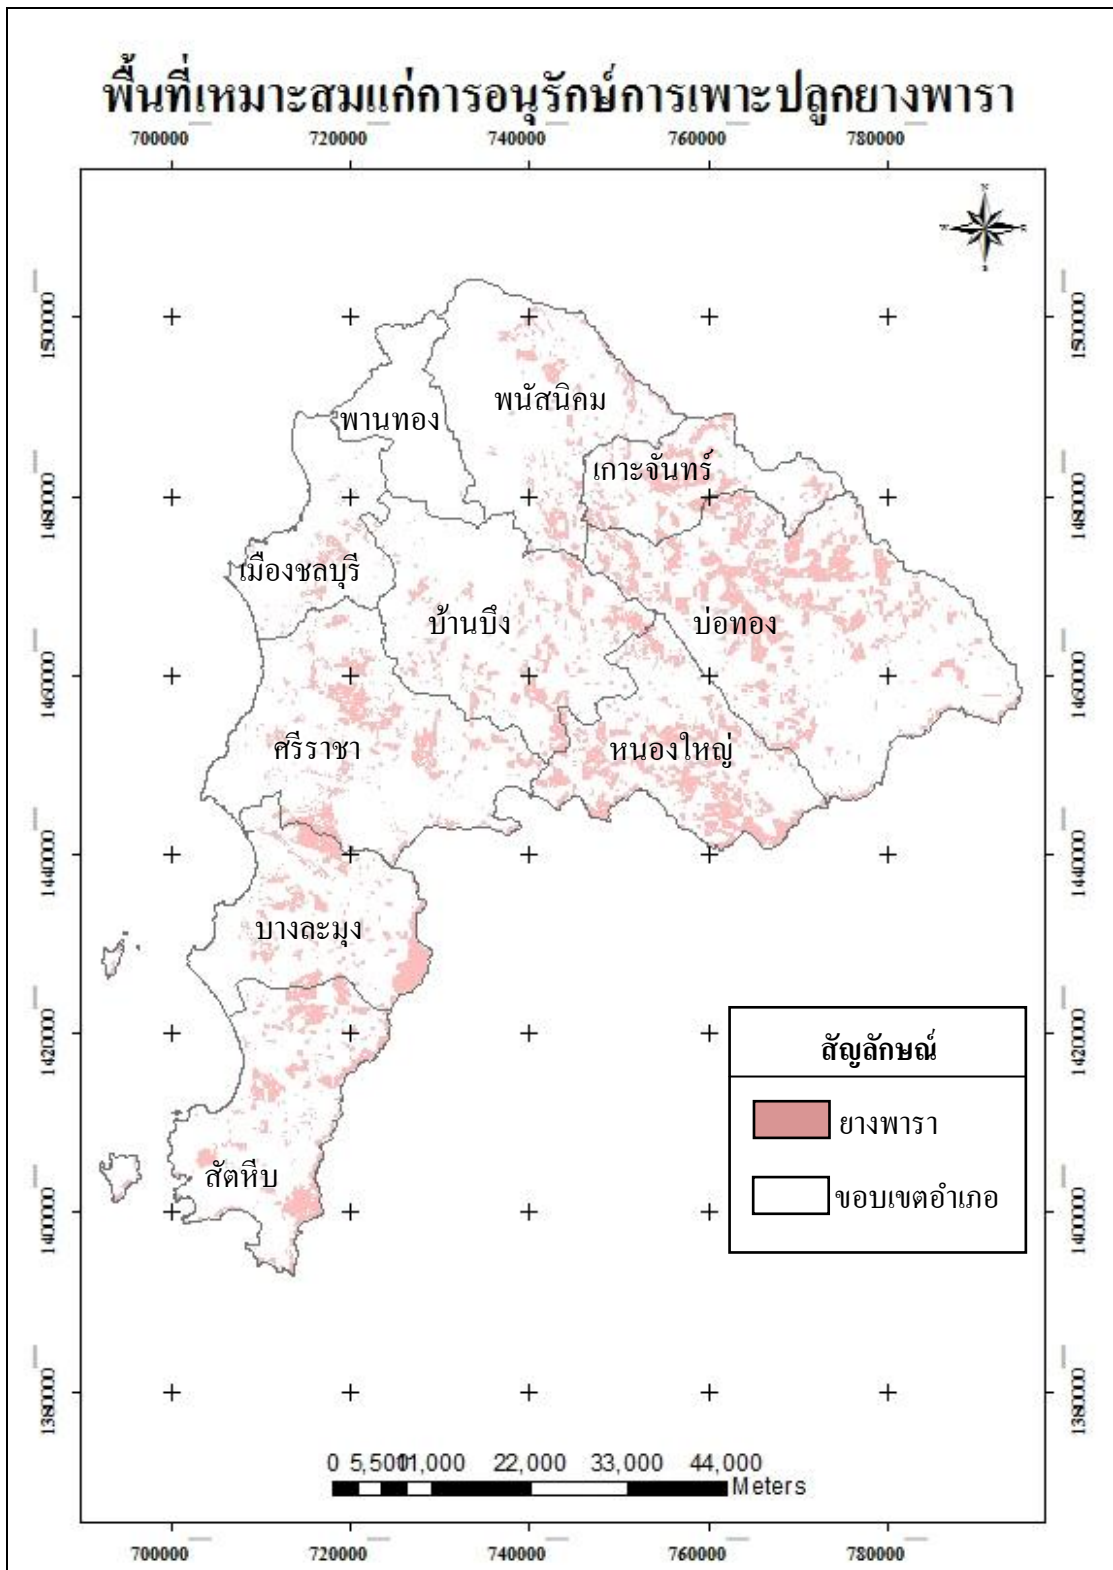 พื้นที่เหมาะสมแก่การอนุรักษ์การเพาะปลูกยางพารา
700000 720000 740000 760000 780000
N
W E
S
1500000 1500000
พนัสนิคม
พานทอง
เกาะจันทร์
1480000 1480000
เมืองชลบุรี
บ้านบึง บ่อทอง
1460000 1460000
ศรีราชา หนองใหญ่
1440000 1440000
บางละมุง
1420000 1420000
สัญลักษณ์
ยางพารา
สัตหีบ
ขอบเขตอำเภอ
1400000 1400000
1380000 1380000
0 5,500 11,000 22,000 33,000 44,000
Meters
700000 720000 740000 760000 780000